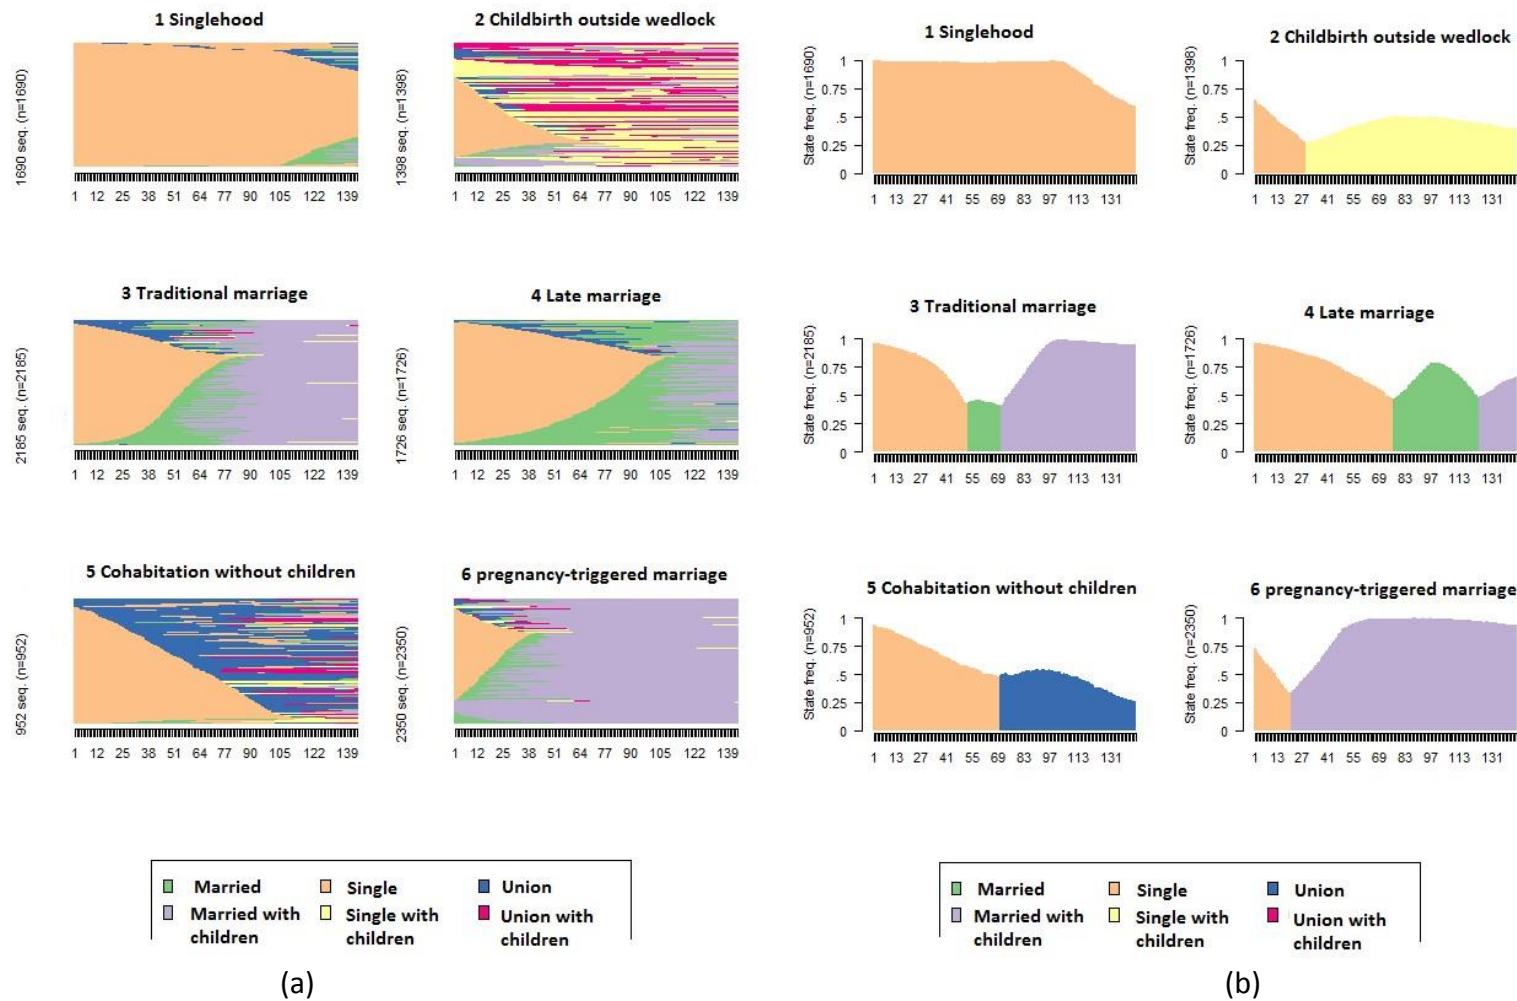 1 Singlehood
1690 seq. (n=1690)
1 12 25 38 51 64 77 90 105 122 139
2 Childbirth outside wedlock
1398 seq. (n=1398)
1 12 25 38 51 64 77 90 105 122 139
3 Traditional marriage
2185 seq. (n=2185)
1 12 25 38 51 64 77 90 105 122 139
4 Late marriage
1726 seq. (n=1726)
1 12 25 38 51 64 77 90 105 122 139
5 Cohabitation without children
952 seq. (n=952)
1 12 25 38 51 64 77 90 105 122 139
6 pregnancy-triggered marriage
2350 seq. (n=2350)
1 12 25 38 51 64 77 90 105 122 139
Married Single Union
Married with children
Single with children
Union with children
(a)
1 Singlehood
State freq. (n=1690)
1
0.75
.5
0.25
0
1 13 27 41 55 69 83 97 113 131
2 Childbirth outside wedlock
State freq. (n=1398)
1
0.75
.5
0.25
0
1 13 27 41 55 69 83 97 113 131
3 Traditional marriage
State freq. (n=2185)
1
0.75
.5
0.25
0
1 13 27 41 55 69 83 97 113 131
4 Late marriage
State freq. (n=1726)
1
0.75
.5
0.25
0
1 13 27 41 55 69 83 97 113 131
5 Cohabitation without children
State freq. (n=952)
1
0.75
.5
0.25
0
1 13 27 41 55 69 83 97 113 131
6 pregnancy-triggered marriage
State freq. (n=2350)
1
0.75
.5
0.25
0
1 13 27 41 55 69 83 97 113 131
Married Single Union
Married with children
Single with children
Union with children
(b)